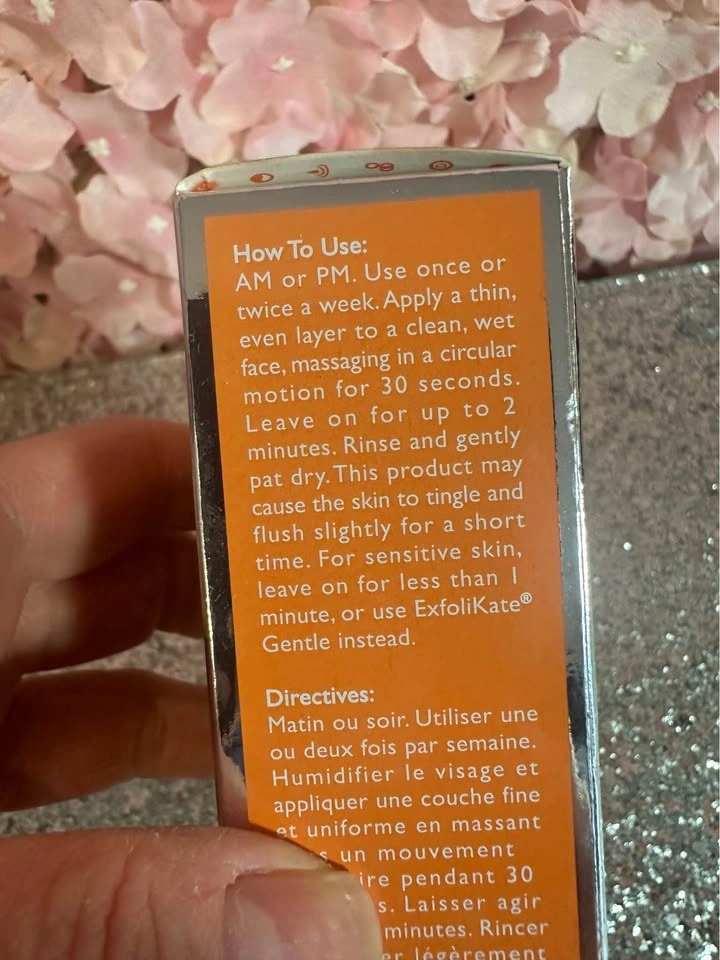 How To Use:
AM or PM. Use once or
twice a week. Apply a thin,
even layer to a clean, wet
face, massaging in a circular
motion for 30 seconds.
Leave on for up to 2
minutes. Rinse and gently
pat dry. This product may
cause the skin to tingle and
flush slightly for a short
time. For sensitive skin,
leave on for less than 1
minute, or use ExfoliKate®
Gentle instead.
Directives:
Matin ou soir. Utiliser une
ou deux fois par semaine.
Humidifier le visage et
appliquer une couche fine
et uniforme en massant
un mouvement
pendant 30
Laisser agir
minutes. Rincer
légèrement